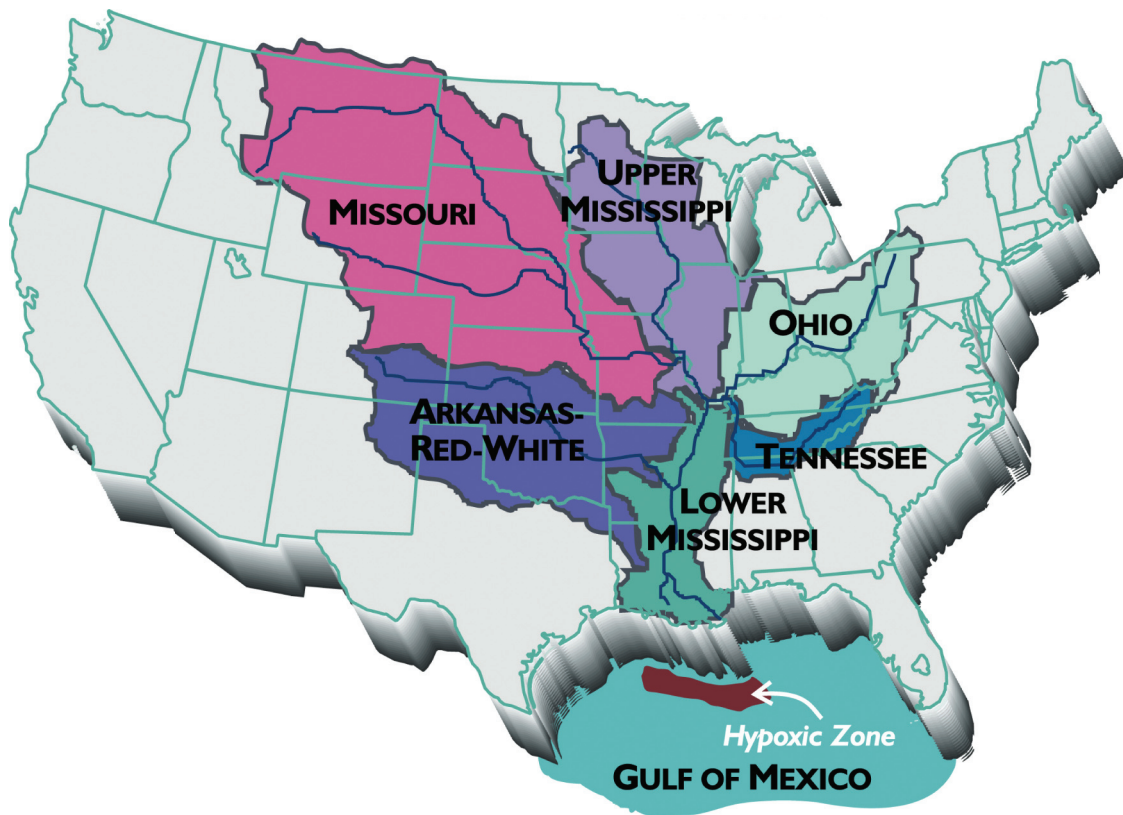 UPPER
MISSISSIPPI
MISSOURI
OHIO
ARKANSAS-
RED-WHITE
TENNESSEE
LOWER
MISSISSIPPI
Hypoxic Zone
GULF OF MEXICO